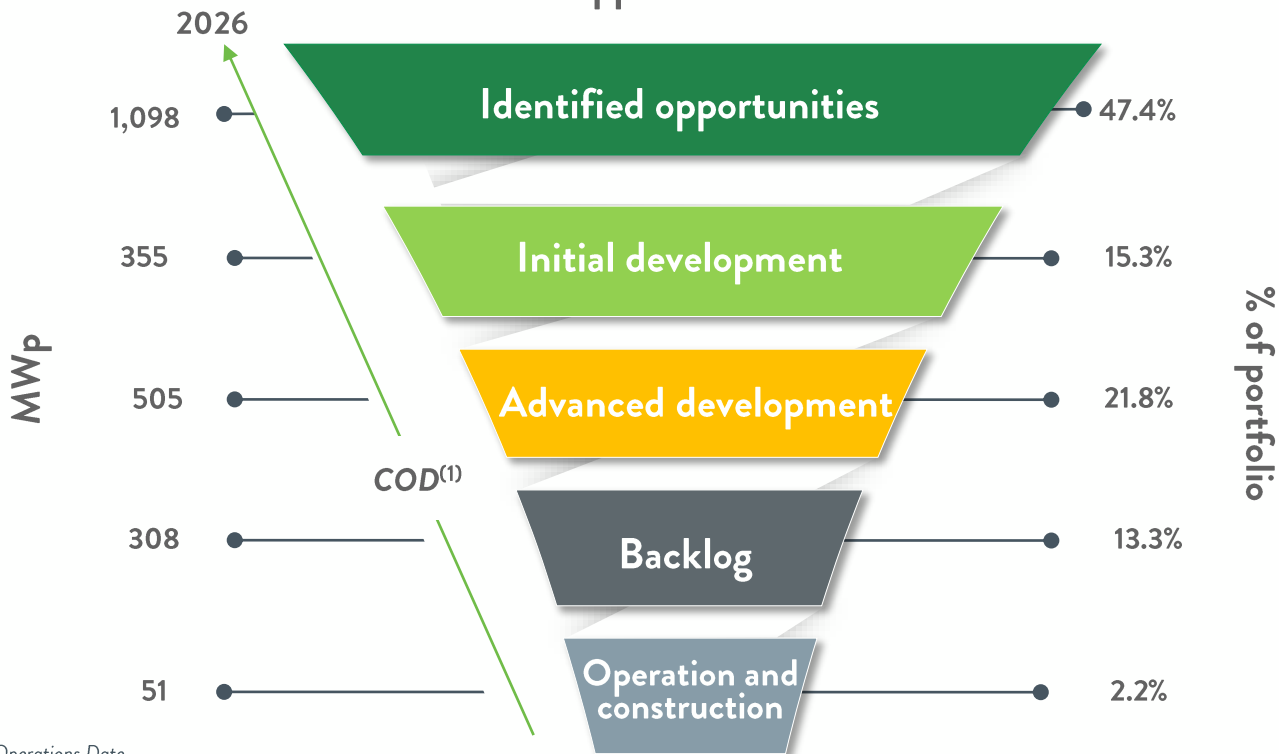 2026
Identified opportunities
1,098
47.4%
Initial development
355
15.3%
MWp
% of portfolio
Advanced development
505
21.8%
COD(1)
Backlog
308
13.3%
Operation and
construction
51
2.2%
Operations Date